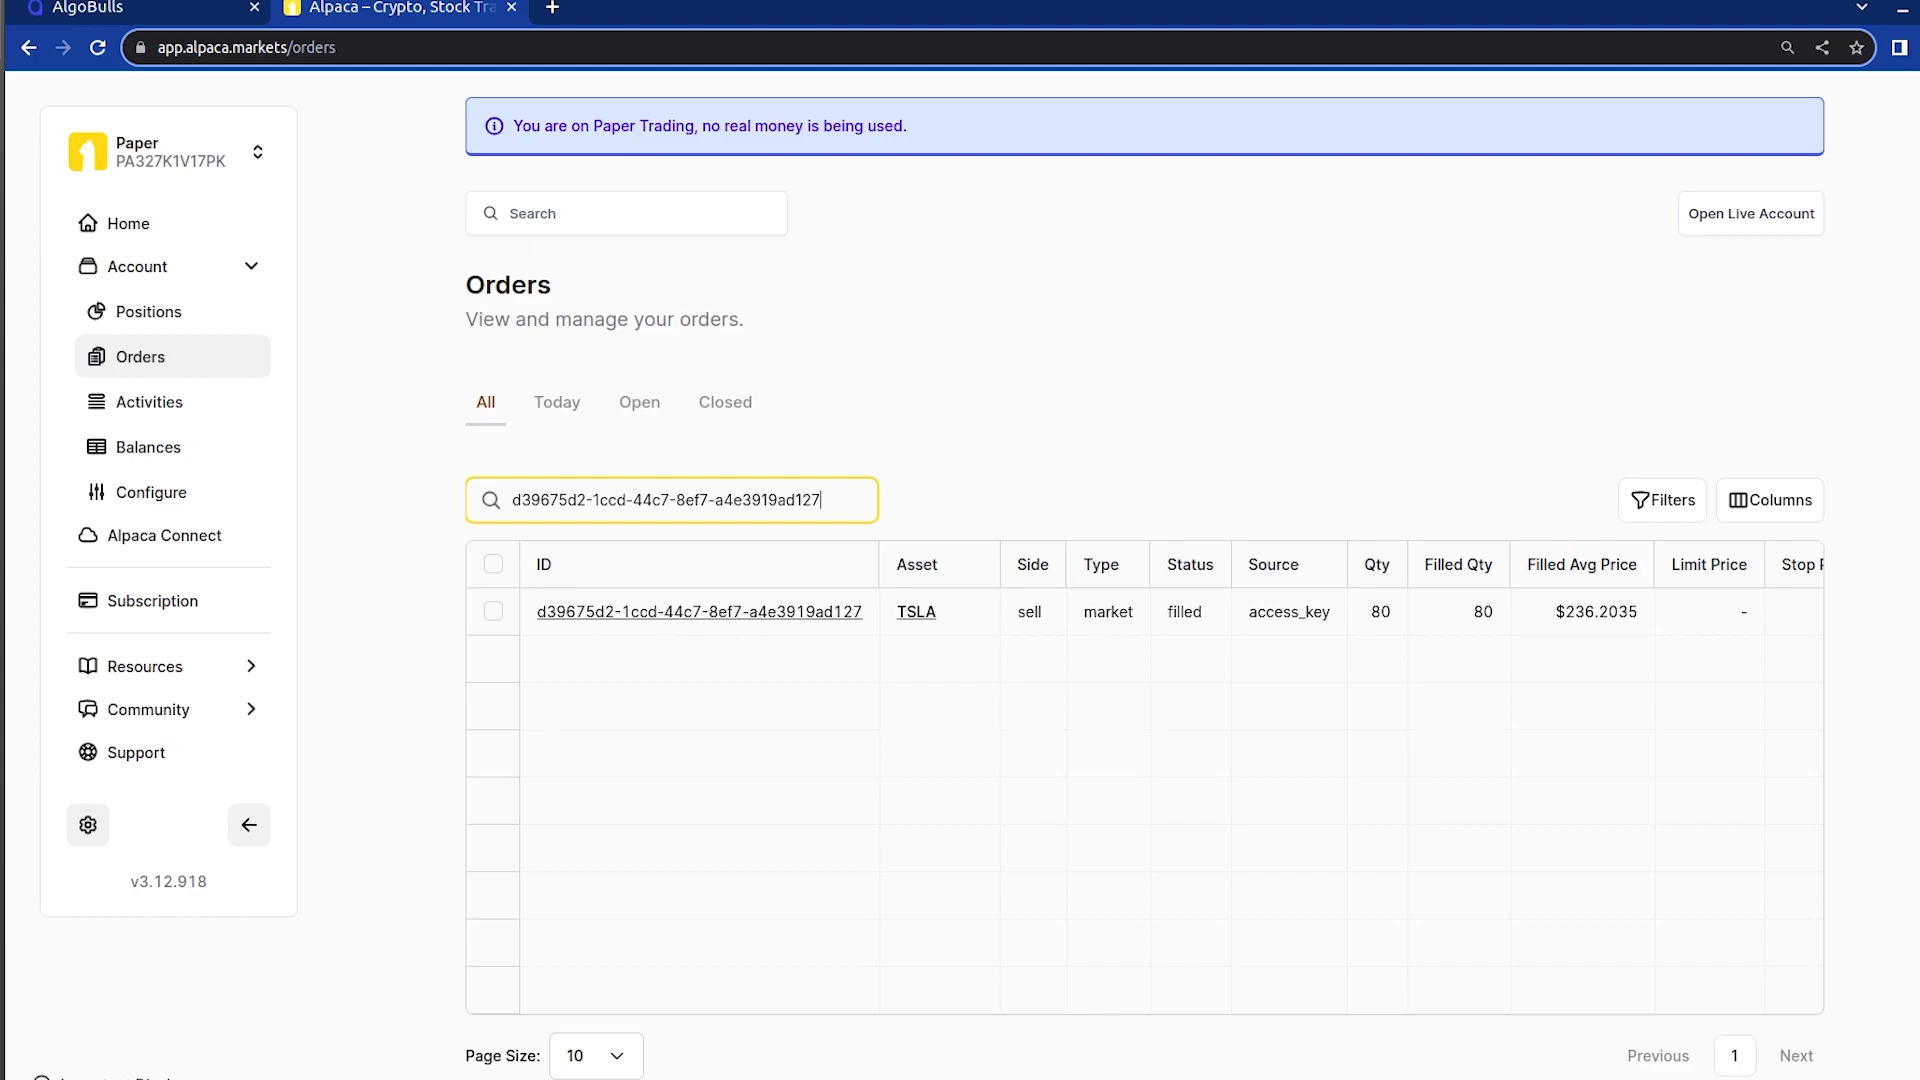 AlgoBulls
Alpaca – Crypto, Stock Tra
app.alpaca.markets/orders
Paper
PA327K1V17PK
Home
Account
Positions
Orders
Activities
Balances
Configure
Alpaca Connect
Subscription
Resources
Community
Support
v3.12.918
You are on Paper Trading, no real money is being used.
Search
Open Live Account
Orders
View and manage your orders.
All Today Open Closed
d39675d2-1ccd-44c7-8ef7-a4e3919ad127
Filters
Columns
ID Asset Side Type Status Source Qty Filled Qty Filled Avg Price Limit Price Stop
d39675d2-1ccd-44c7-8ef7-a4e3919ad127 TSLA sell market filled access_key 80 80 $236.2035 -
Page Size: 10
Previous 1 Next